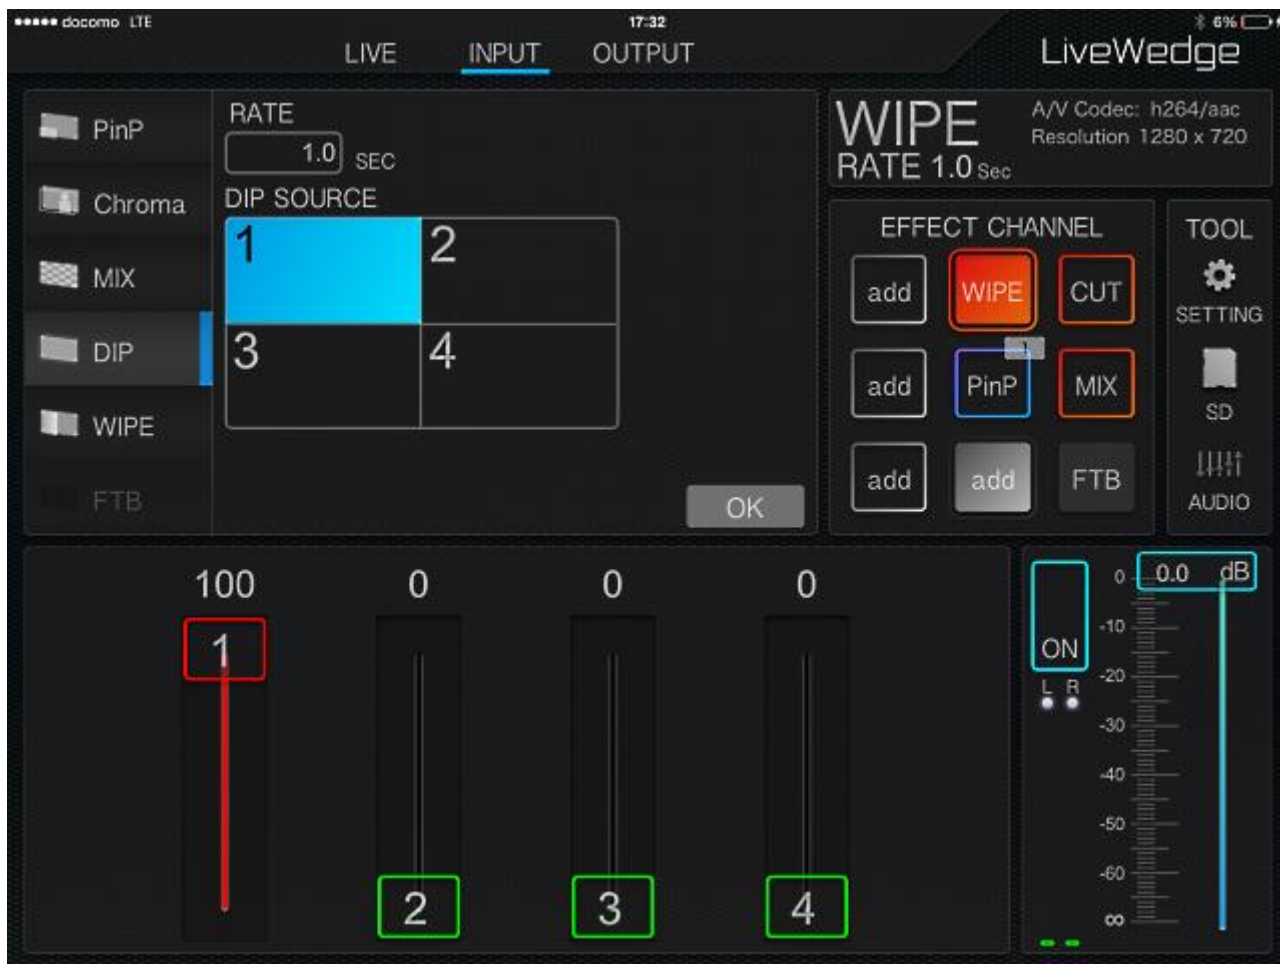 docomo LTE
17:32
6%
LIVE
INPUT
OUTPUT
LiveWedge
PinP
Chroma
MIX
DIP
WIPE
FTB
RATE
1.0 SEC
DIP SOURCE
1
2
3
4
OK
WIPE
RATE 1.0 Sec
A/V Codec: h264/aac
Resolution 1280 x 720
EFFECT CHANNEL
add
WIPE
CUT
1
add
PinP
MIX
add
add
FTB
TOOL
SETTING
SD
AUDIO
100
0
0
0
1
2
3
4
ON
L R
0.0 dB
0
-10
-20
-30
-40
-50
-60
∞